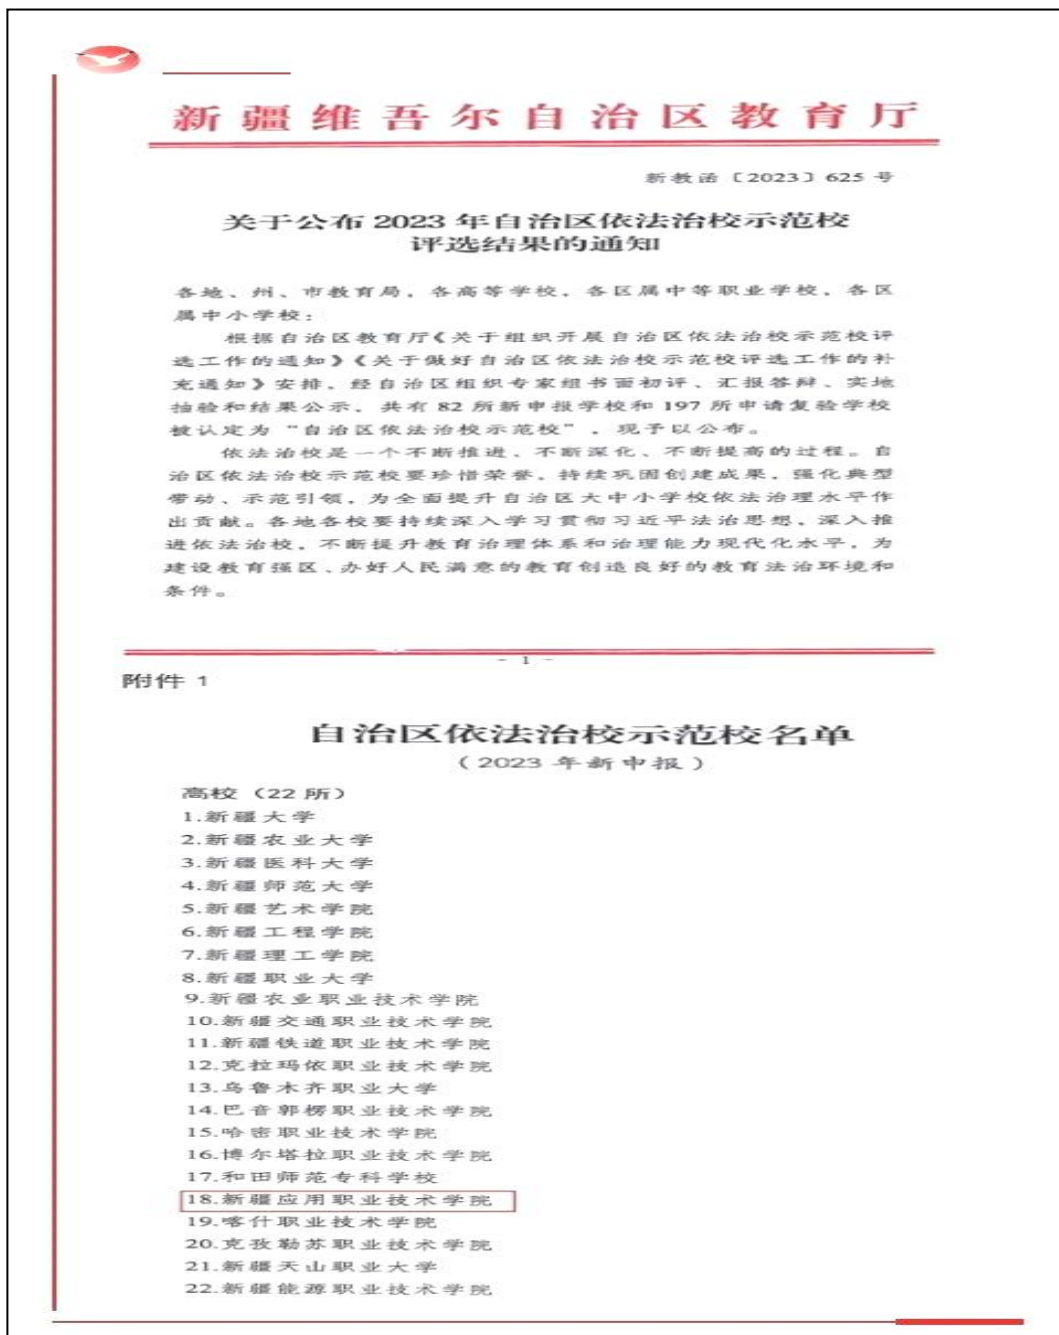 新疆维吾尔自治区教育厅
新教函〔2023〕625 号
关于公布 2023 年自治区依法治校示范校
评选结果的通知
各地、州、市教育局，各高等学校，各区属中等职业学校，各区
属中小学校：
根据自治区教育厅《关于组织开展自治区依法治校示范校评
选工作的通知》《关于做好自治区依法治校示范校评选工作的补
充通知》安排，经自治区组织专家组书面初评、汇报答辩、实地
抽验和结果公示，共有 82 所新申报学校和 197 所申请复验学校
被认定为“自治区依法治校示范校”，现予以公布。
依法治校是一个不断推进、不断深化、不断提高的过程。自
治区依法治校示范校要珍惜荣誉，持续巩固创建成果，强化典型
带动、示范引领，为全面提升自治区大中小学校依法治理水平作
出贡献。各地各校要持续深入学习贯彻习近平法治思想，深入推
进依法治校，不断提升教育治理体系和治理能力现代化水平，为
建设教育强区、办好人民满意的教育创造良好的教育法治环境和
条件。
- 1 -
附件 1
自治区依法治校示范校名单
（2023 年新申报）
高校（22 所）
1.新疆大学
2.新疆农业大学
3.新疆医科大学
4.新疆师范大学
5.新疆艺术学院
6.新疆工程学院
7.新疆理工学院
8.新疆职业大学
9.新疆农业职业技术学院
10.新疆交通职业技术学院
11.新疆铁道职业技术学院
12.克拉玛依职业技术学院
13.乌鲁木齐职业大学
14.巴音郭楞职业技术学院
15.哈密职业技术学院
16.博尔塔拉职业技术学院
17.和田师范专科学校
18.新疆应用职业技术学院
19.喀什职业技术学院
20.克孜勒苏职业技术学院
21.新疆天山职业大学
22.新疆能源职业技术学院